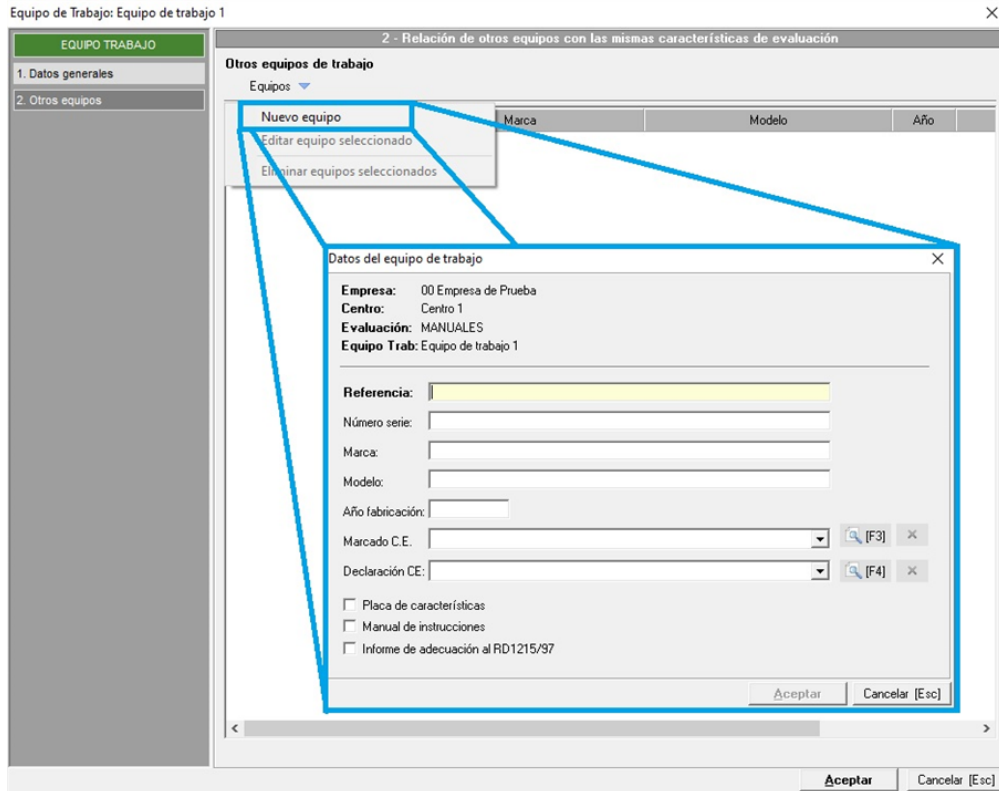 Equipo de Trabajo: Equipo de trabajo 1
EQUIPO TRABAJO
1. Datos generales
2. Otros equipos
2 - Relación de otros equipos con las mismas características de evaluación
Otros equipos de trabajo
Equipos
Nuevo equipo
Editar equipo seleccionado
Eliminar equipos seleccionados
Marca Modelo Año
Datos del equipo de trabajo
Empresa: 00 Empresa de Prueba
Centro: Centro 1
Evaluación: MANUALES
Equipo Trab: Equipo de trabajo 1
Referencia:
Número serie:
Marca:
Modelo:
Año fabricación:
Marcado C.E. [F3]
Declaración CE: [F4]
Placa de características
Manual de instrucciones
Informe de adecuación al RD1215/97
Aceptar Cancelar [Esc]
Aceptar Cancelar [Esc]